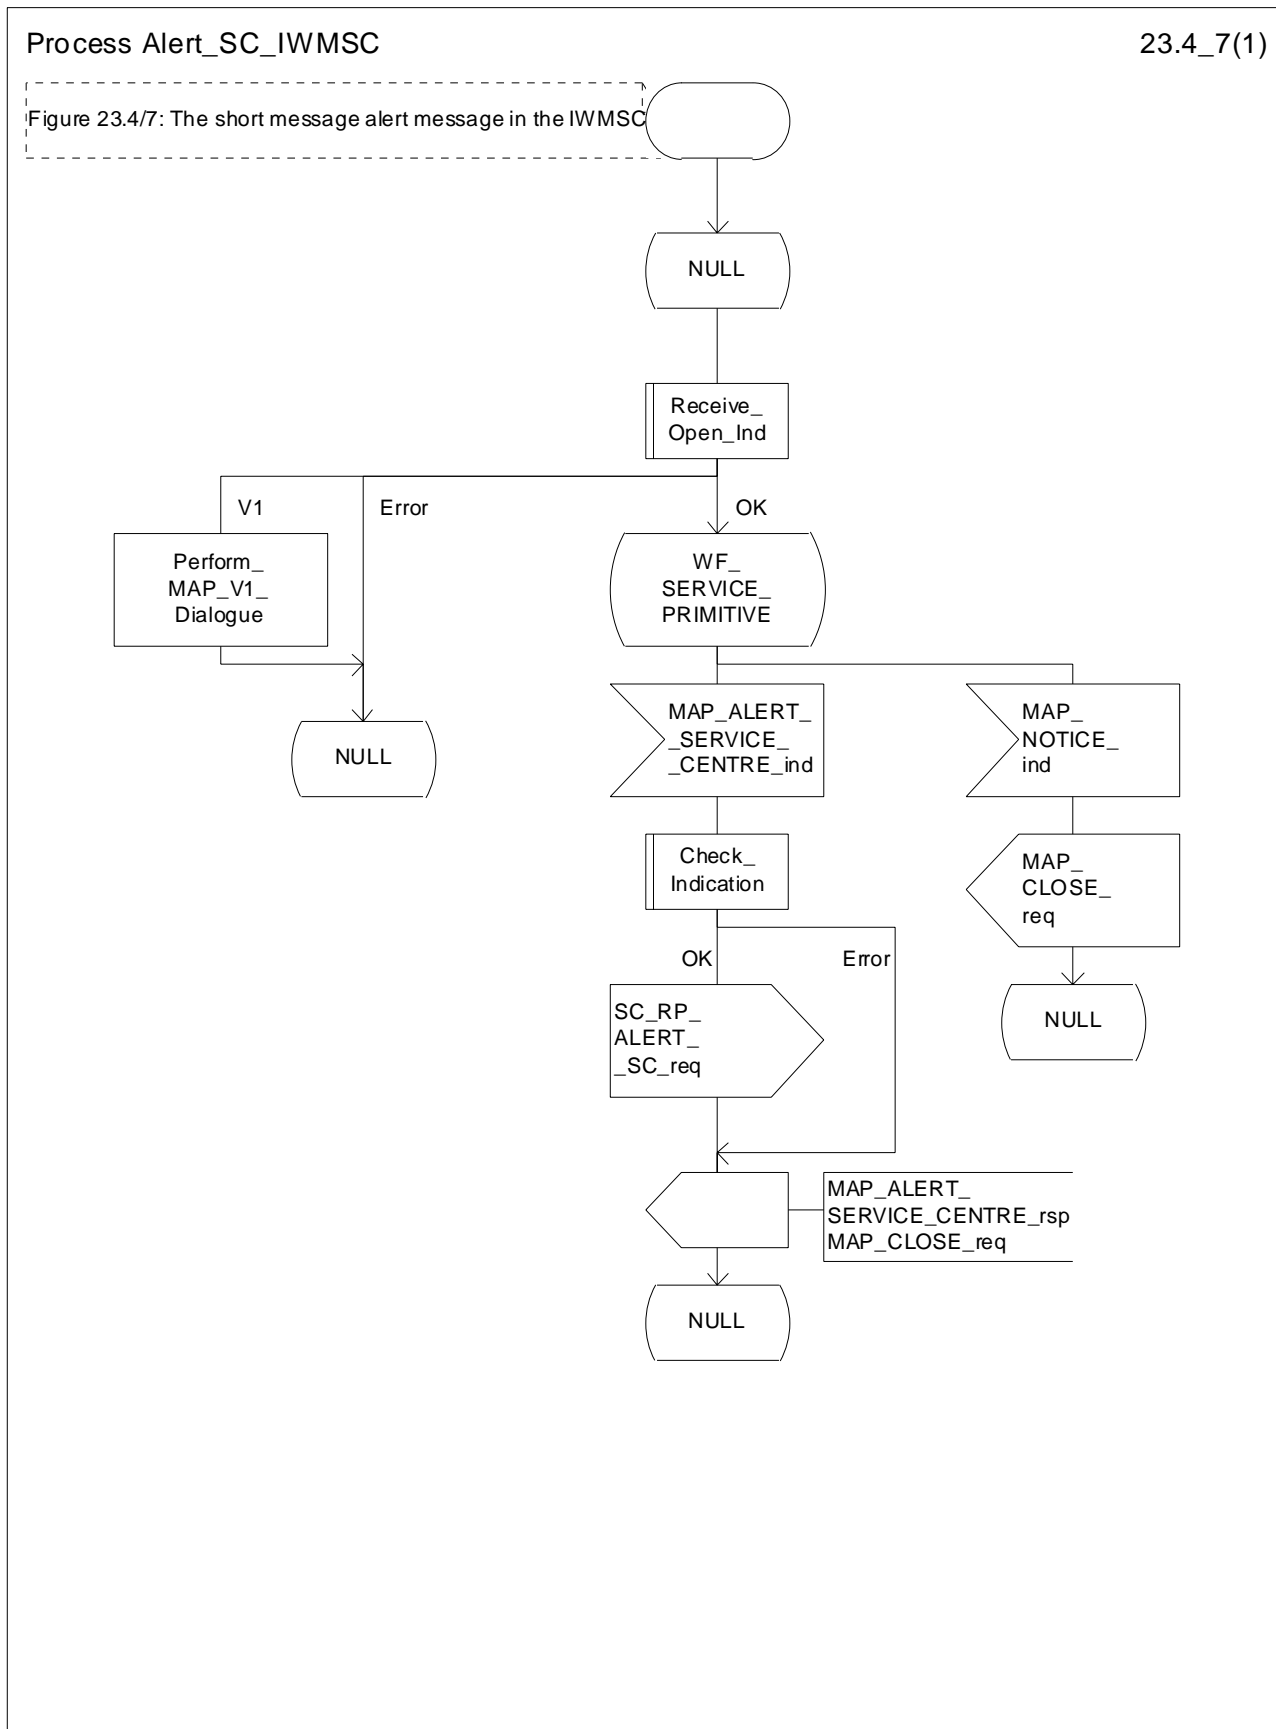 Process Alert_SC_IWMSC
23.4_7(1)
Figure 23.4/7: The short message alert message in the IWMSC
NULL
Receive_
Open_Ind
V1
Error
OK
Perform_
MAP_V1_
Dialogue
WF_
SERVICE_
PRIMITIVE
NULL
MAP_ALERT_
_SERVICE_
_CENTRE_ind
MAP_
NOTICE_
ind
Check_
Indication
MAP_
CLOSE_
req
OK
Error
SC_RP_
ALERT_
_SC_req
NULL
MAP_ALERT_
SERVICE_CENTRE_rsp
MAP_CLOSE_req
NULL